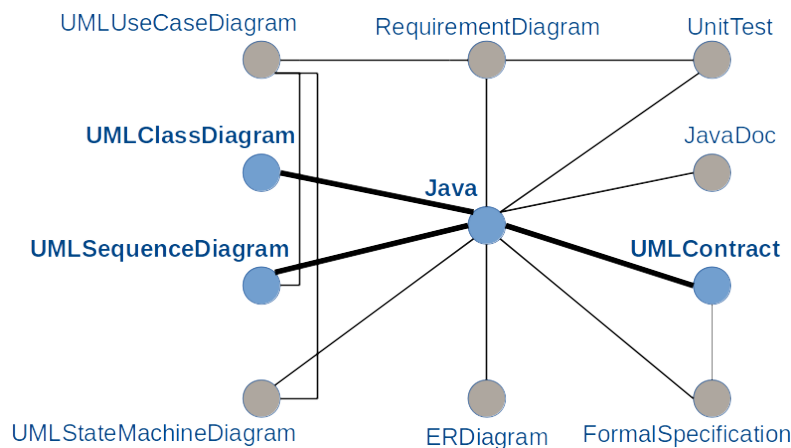 UMLUseCaseDiagram
RequirementDiagram
UnitTest
UMLClassDiagram
JavaDoc
Java
UMLSequenceDiagram
UMLContract
UMLStateMachineDiagram
ERDiagram
FormalSpecification